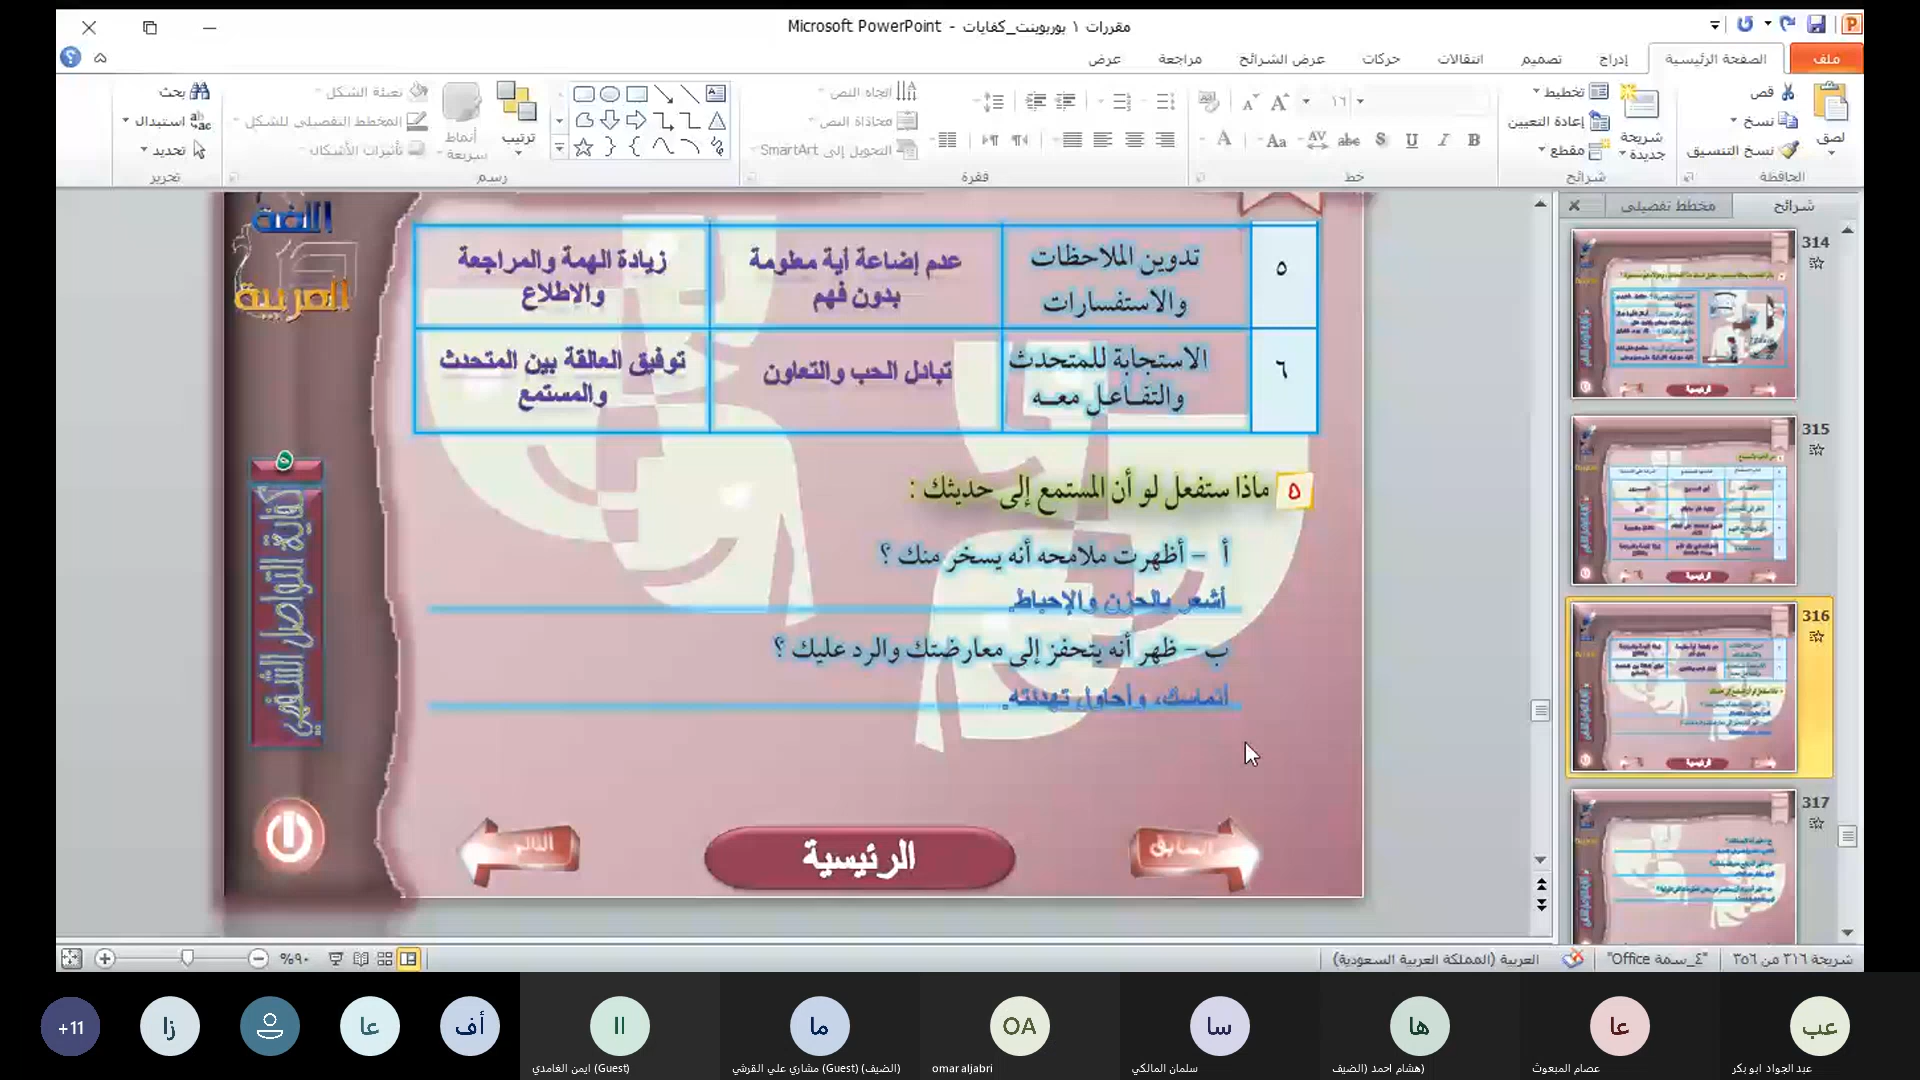 مقررات ١ بوربوينت_كفايات - Microsoft PowerPoint
ملف
الصفحة الرئيسية
إدراج
تصميم
انتقالات
حركات
عرض الشرائح
مراجعة
عرض
لصق
قص
نسخ
نسخ التنسيق
الحافظة
شريحة جديدة
تخطيط
إعادة التعيين
مقطع
شرائح
١٦
خط
اتجاه النص
محاذاة النص
التحويل إلى SmartArt
فقرة
ترتيب
أنماط سريعة
تعبئة الشكل
المخطط التفصيلي للشكل
تأثيرات الأشكال
رسم
بحث
استبدال
تحديد
تحرير
شرائح
مخطط تفصيلي
314
315
316
317
اللغة
العربية
٥
كفاية التواصل الشفهي
٥
تدوين الملاحظات والاستفسارات
عدم إضاعة أية معلومة بدون فهم
زيادة الهمة والمراجعة والاطلاع
٦
الاستجابة للمتحدث والتفـاعـل معــه
تبادل الحب والتعاون
توفيق العالقة بين المتحدث والمستمع
٥ ماذا ستفعل لو أن المستمع إلى حديثك :
أ - أظهرت ملامحه أنه يسخر منك ؟
أشعر بالحزن والإحباط.
ب - ظهر أنه يتحفز إلى معارضتك والرد عليك ؟
أتماسك، وأحاول تهدئته.
السابق
الرئيسية
التالي
شريحة ٣١٦ من ٣٥٦
"٤_سمة Office"
العربية (المملكة العربية السعودية)
٩٠%
عب
عبد الجواد ابو بكر
عا
عصام المبعوث
ها
هشام احمد (الضيف)
سا
سلمان المالكي
OA
omar aljabri
ما
مشاري علي القرشي (Guest) (الضيف)
اا
ايمن الغامدي (Guest)
أف
عا
زا
+11